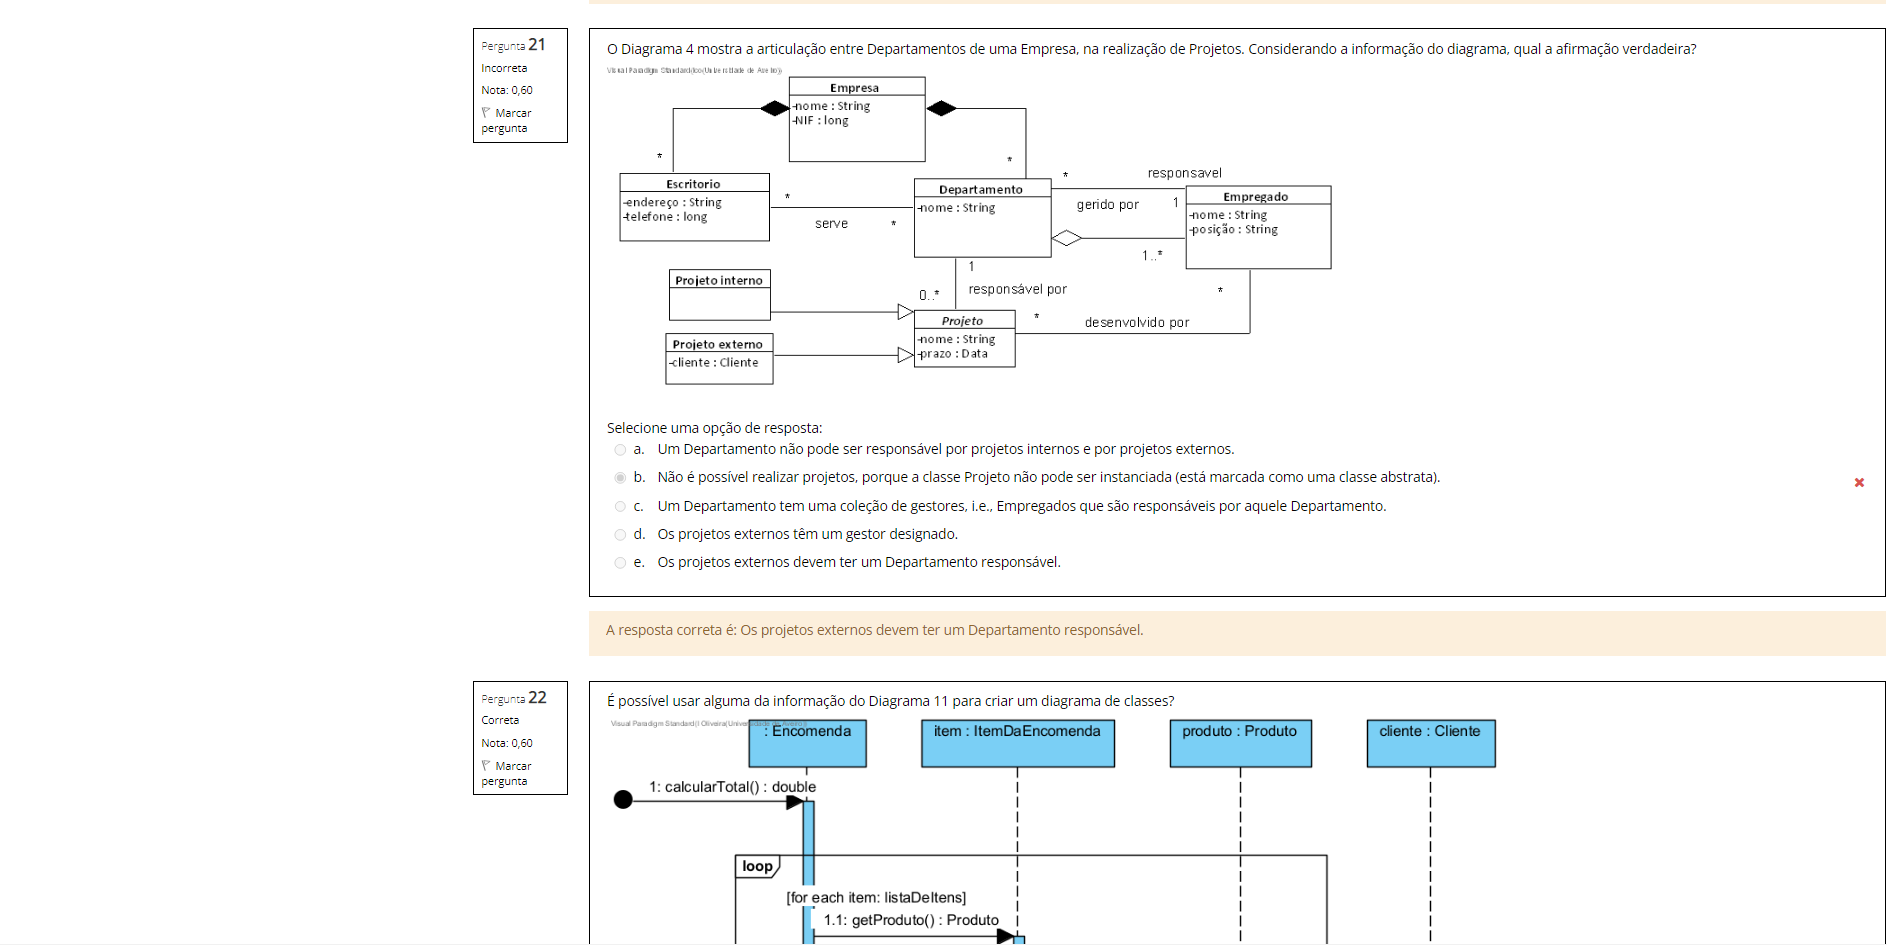 Pergunta 21
Incorreta
Nota: 0,60
Marcar
pergunta
O Diagrama 4 mostra a articulação entre Departamentos de uma Empresa, na realização de Projetos. Considerando a informação do diagrama, qual a afirmação verdadeira?
Visual Paradigm Standard(ico(Universidade de Aveiro))
Empresa
-nome : String
-NIF : long
*
*
Escritorio
-endereço : String
-telefone : long
*
serve
*
Departamento
-nome : String
*
responsavel
gerido por
1
Empregado
-nome : String
-posição : String
1..*
1
responsável por
0..*
*
Projeto interno
Projeto externo
-cliente : Cliente
Projeto
-nome : String
-prazo : Data
*
desenvolvido por
Selecione uma opção de resposta:
a. Um Departamento não pode ser responsável por projetos internos e por projetos externos.
b. Não é possível realizar projetos, porque a classe Projeto não pode ser instanciada (está marcada como uma classe abstrata).
c. Um Departamento tem uma coleção de gestores, i.e., Empregados que são responsáveis por aquele Departamento.
d. Os projetos externos têm um gestor designado.
e. Os projetos externos devem ter um Departamento responsável.
A resposta correta é: Os projetos externos devem ter um Departamento responsável.
Pergunta 22
Correta
Nota: 0,60
Marcar
pergunta
É possível usar alguma da informação do Diagrama 11 para criar um diagrama de classes?
Visual Paradigm Standard(I Oliveira(Universidade de Aveiro))
: Encomenda
item : ItemDaEncomenda
produto : Produto
cliente : Cliente
1: calcularTotal() : double
loop
[for each item: listaDeItens]
1.1: getProduto() : Produto